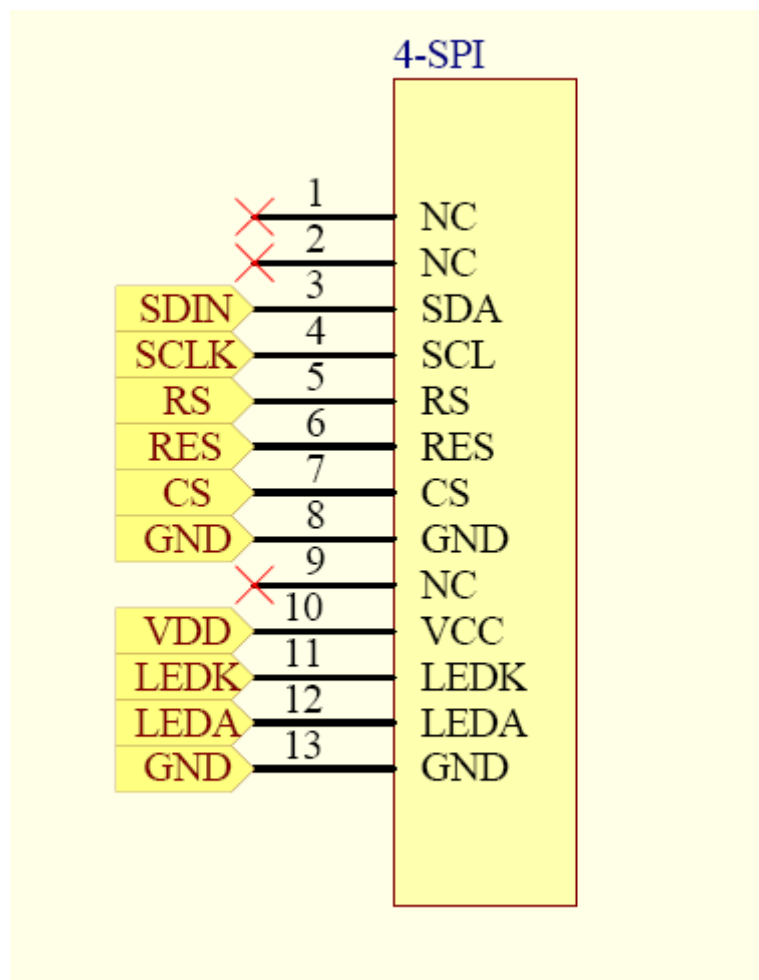 4-SPI
1 NC
2 NC
SDIN 3 SDA
SCLK 4 SCL
RS 5 RS
RES 6 RES
CS 7 CS
GND 8 GND
9 NC
VDD 10 VCC
LEDK 11 LEDK
LEDA 12 LEDA
GND 13 GND